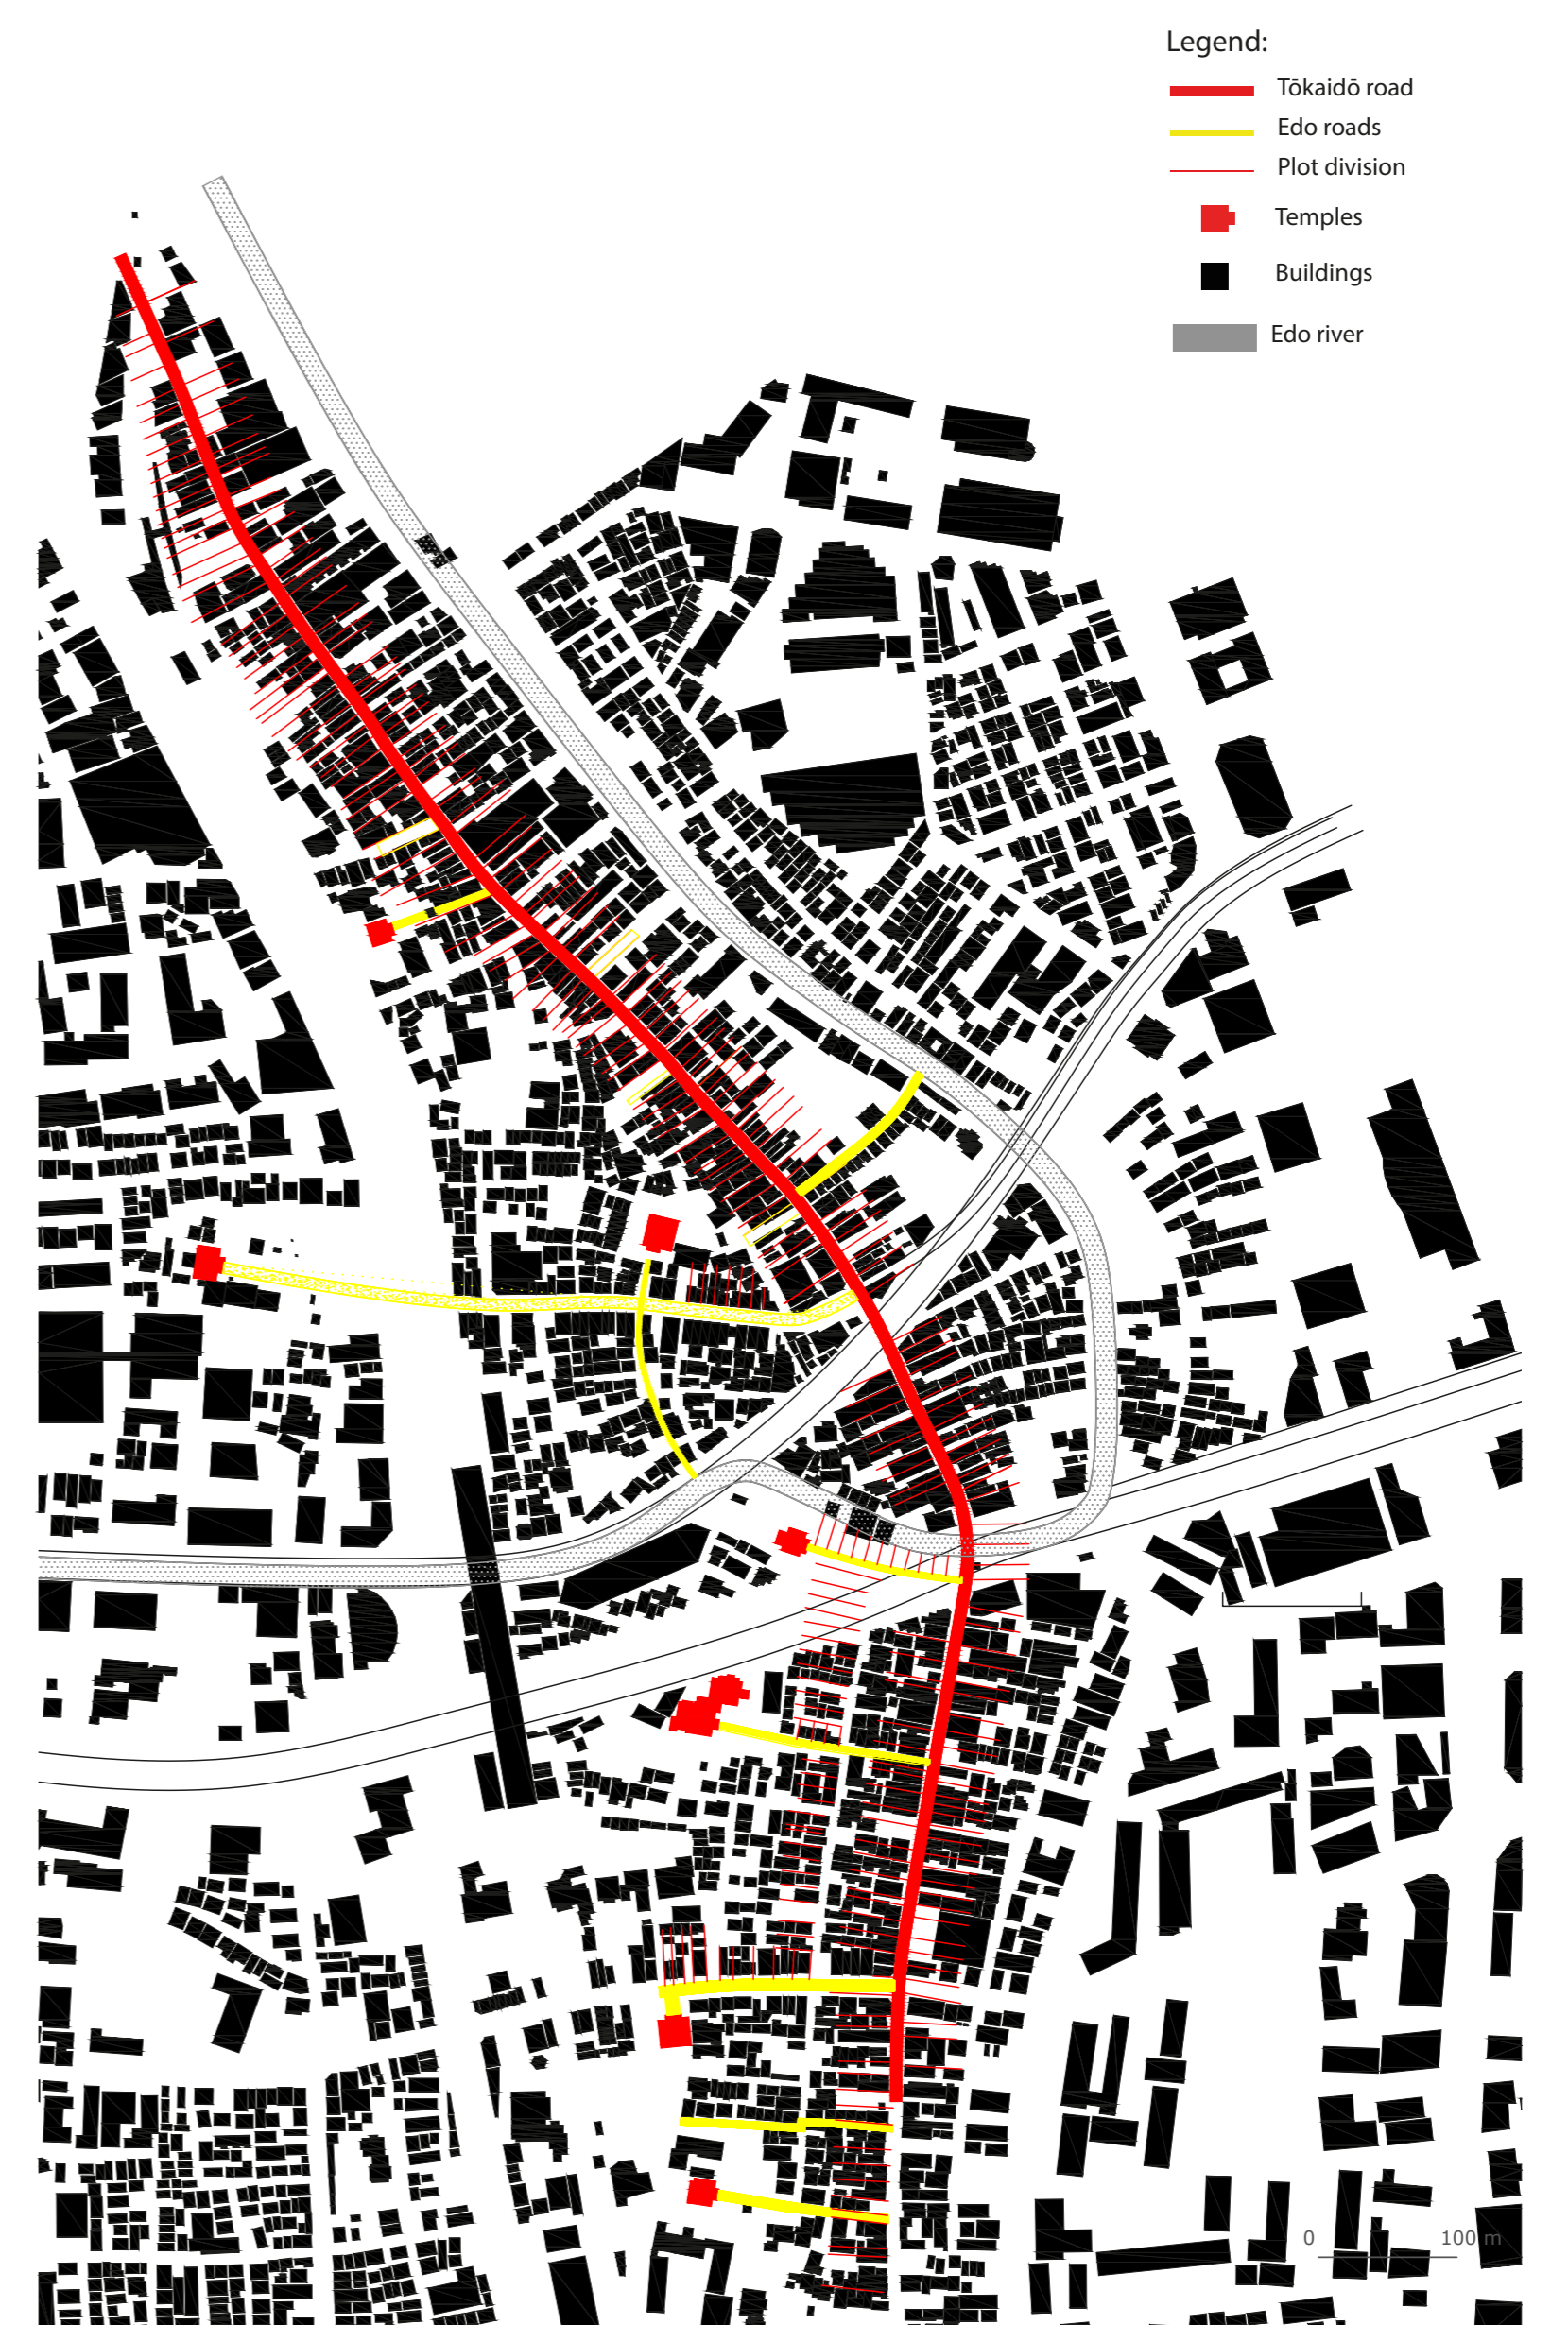 Legend:
Tōkaidō road
Edo roads
Plot division
Temples
Buildings
Edo river
0 100 m